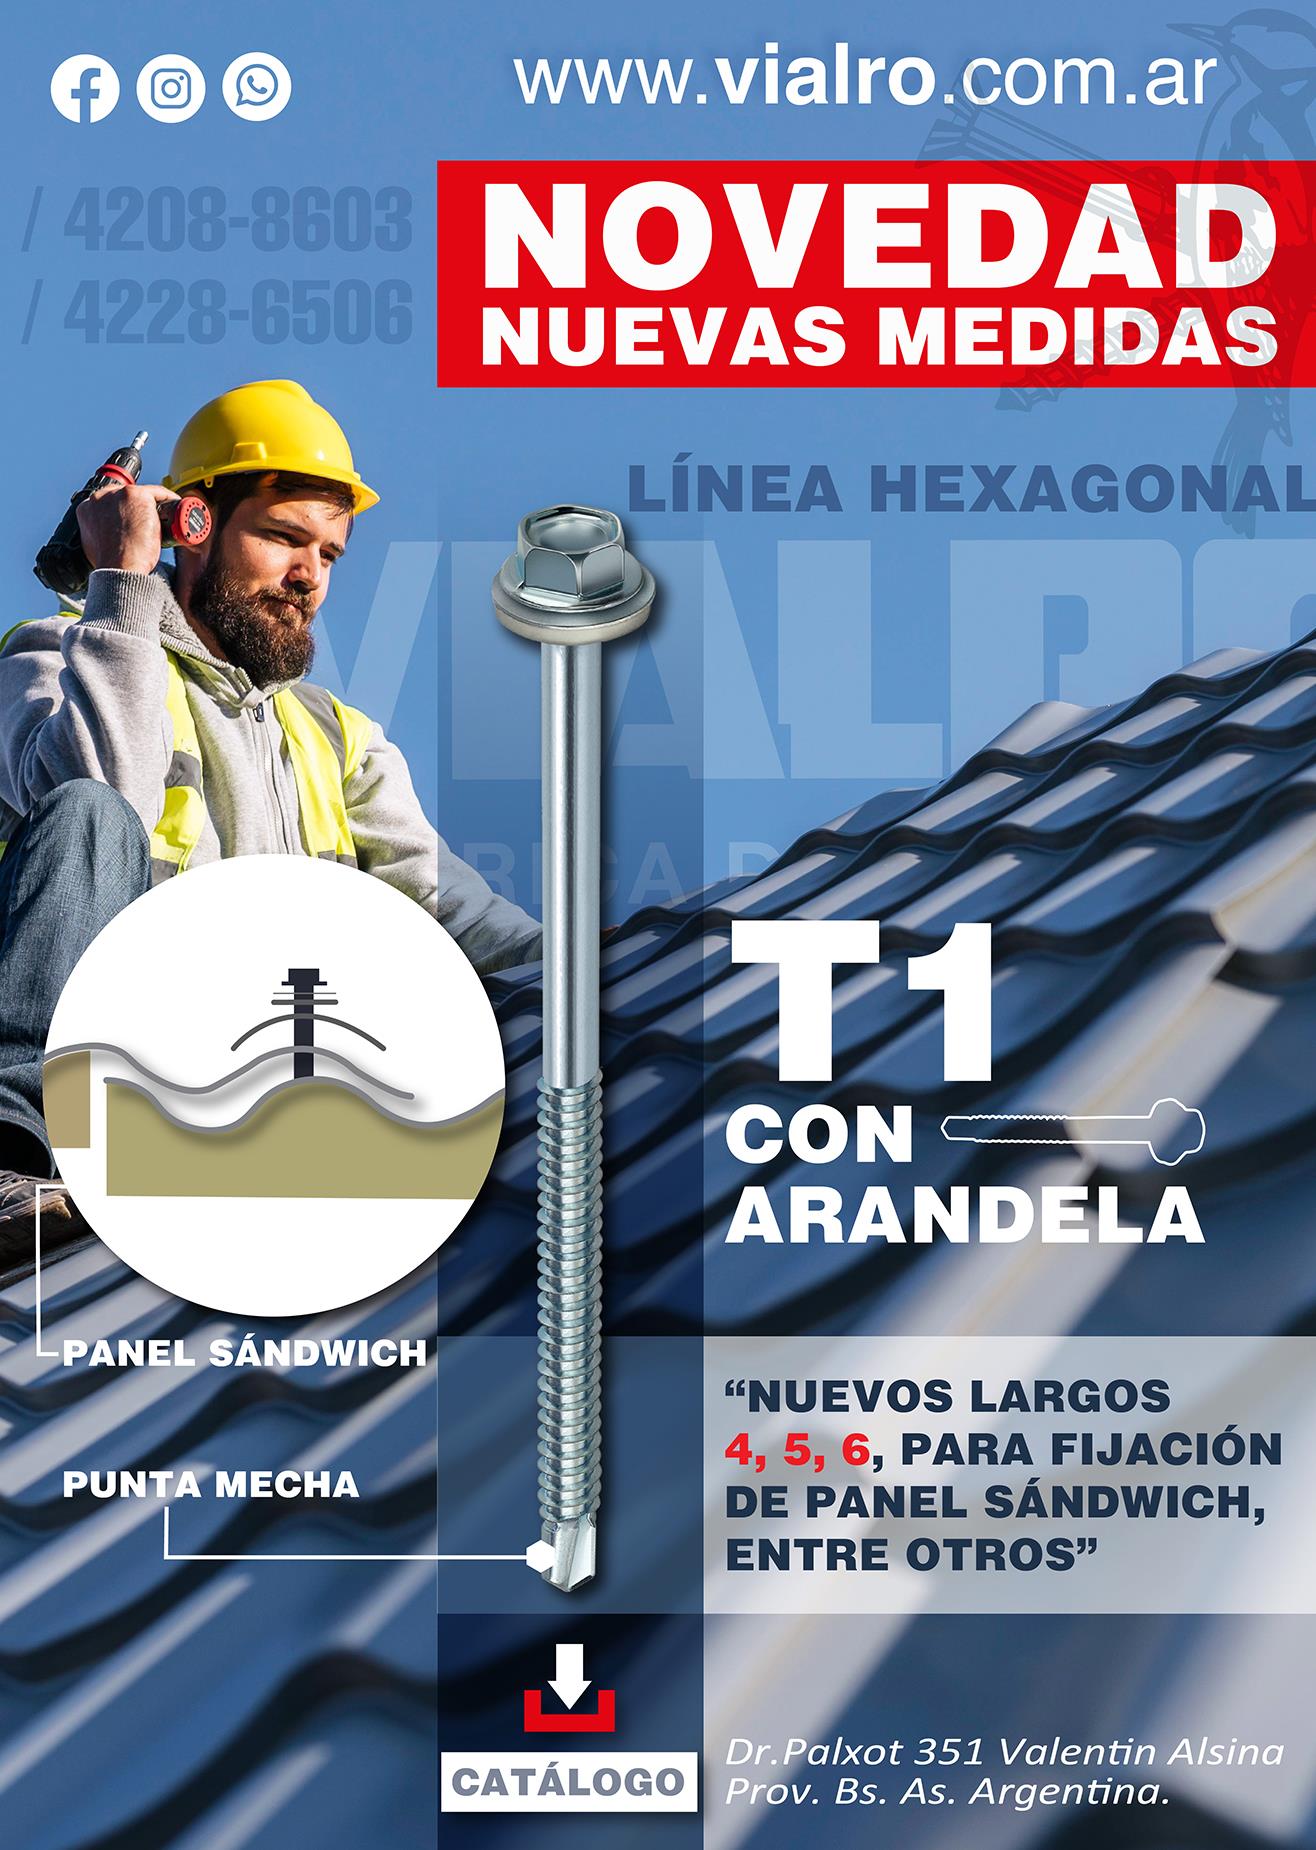 www.vialro.com.ar
/ 4208-8603
/ 4228-6506
NOVEDAD
NUEVAS MEDIDAS
LÍNEA HEXAGONAL
VIALRO
T1
CON
ARANDELA
PANEL SÁNDWICH
PUNTA MECHA
“NUEVOS LARGOS
4, 5, 6, PARA FIJACIÓN
DE PANEL SÁNDWICH,
ENTRE OTROS”
CATÁLOGO
Dr.Palxot 351 Valentin Alsina
Prov. Bs. As. Argentina.